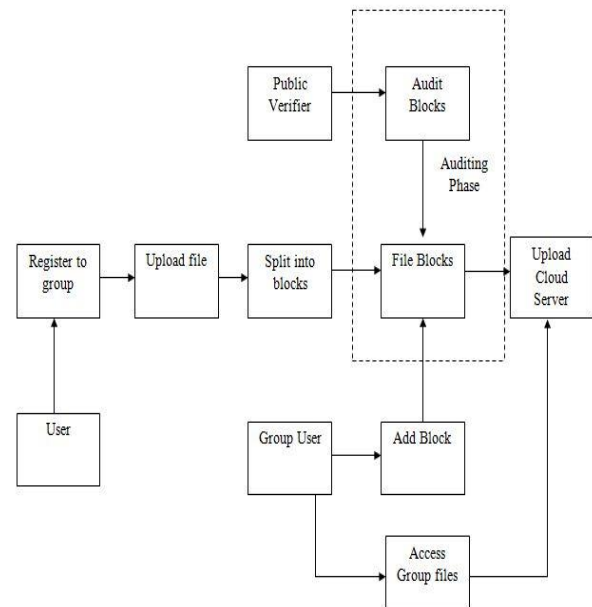 Public
Verifier
Audit
Blocks
Auditing
Phase
Register to
group
Upload file
Split into
blocks
File Blocks
Upload
Cloud
Server
User
Group User
Add Block
Access
Group files